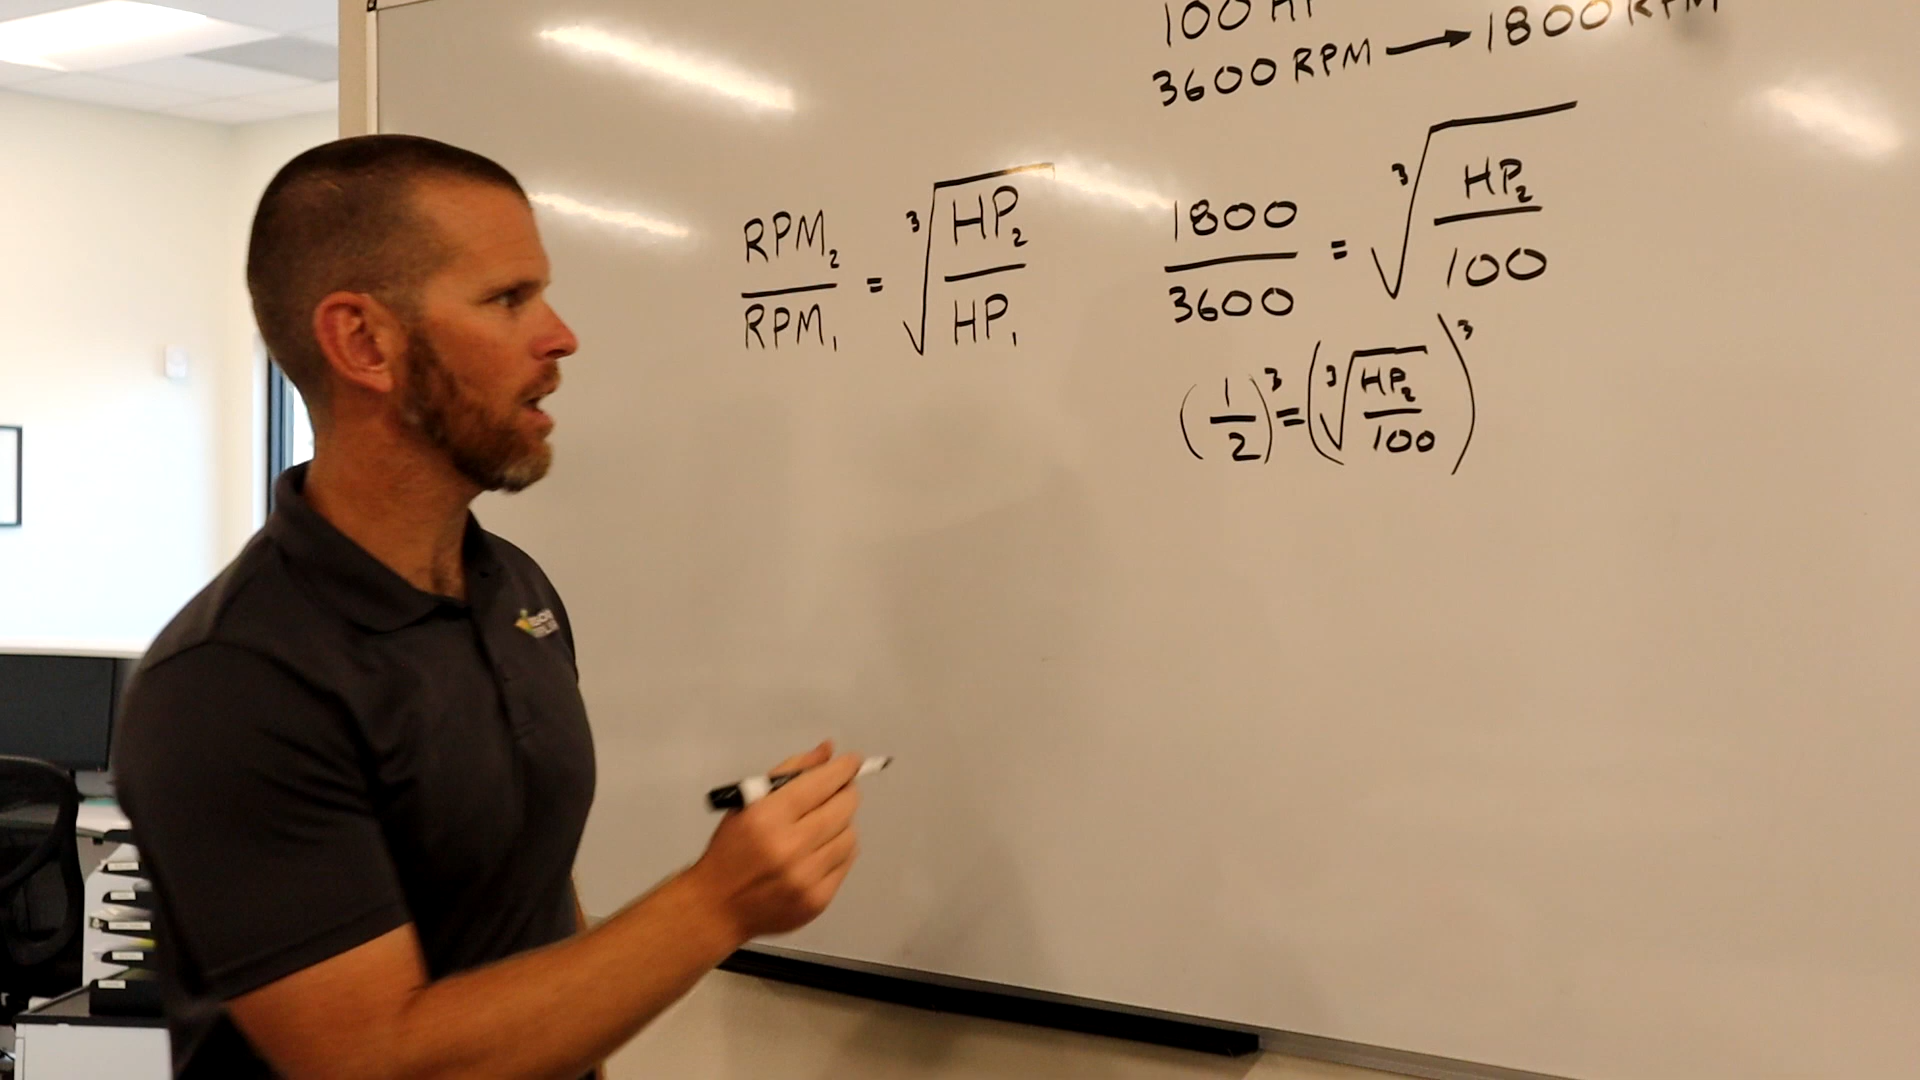 100 HP
3600 RPM → 1800 RPM
RPM₂ / RPM₁ = ³√(HP₂ / HP₁)
1800 / 3600 = ³√(HP₂ / 100)
(1 / 2)³ = (³√(HP₂ / 100))³